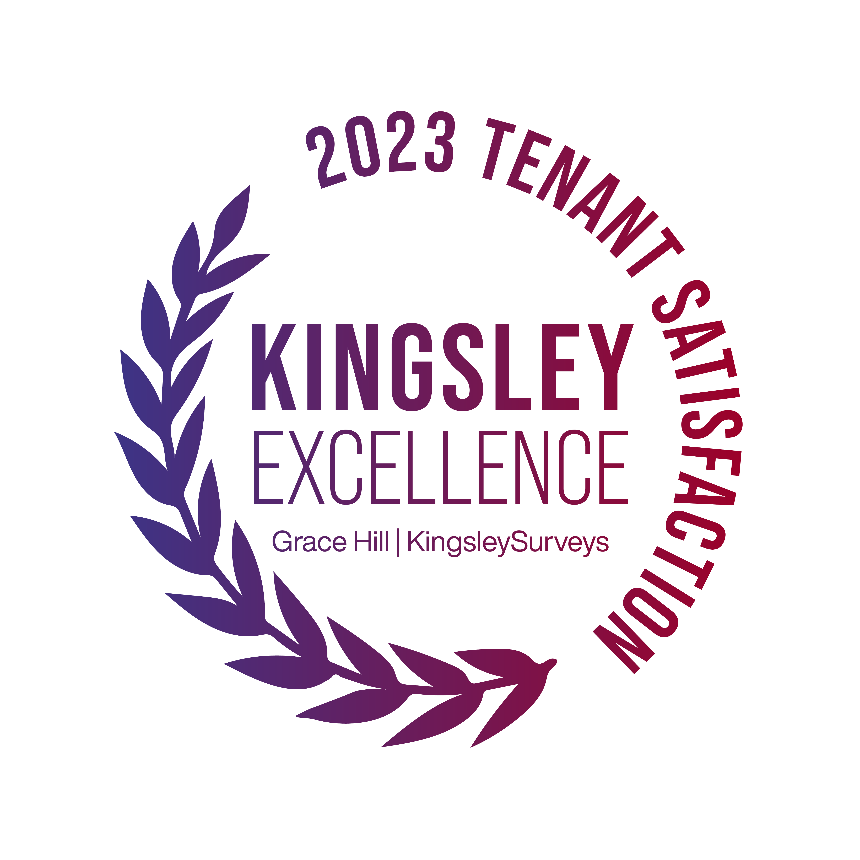 2023 TENANT SATISFACTION
KINGSLEY
EXCELLENCE
Grace Hill | KingsleySurveys